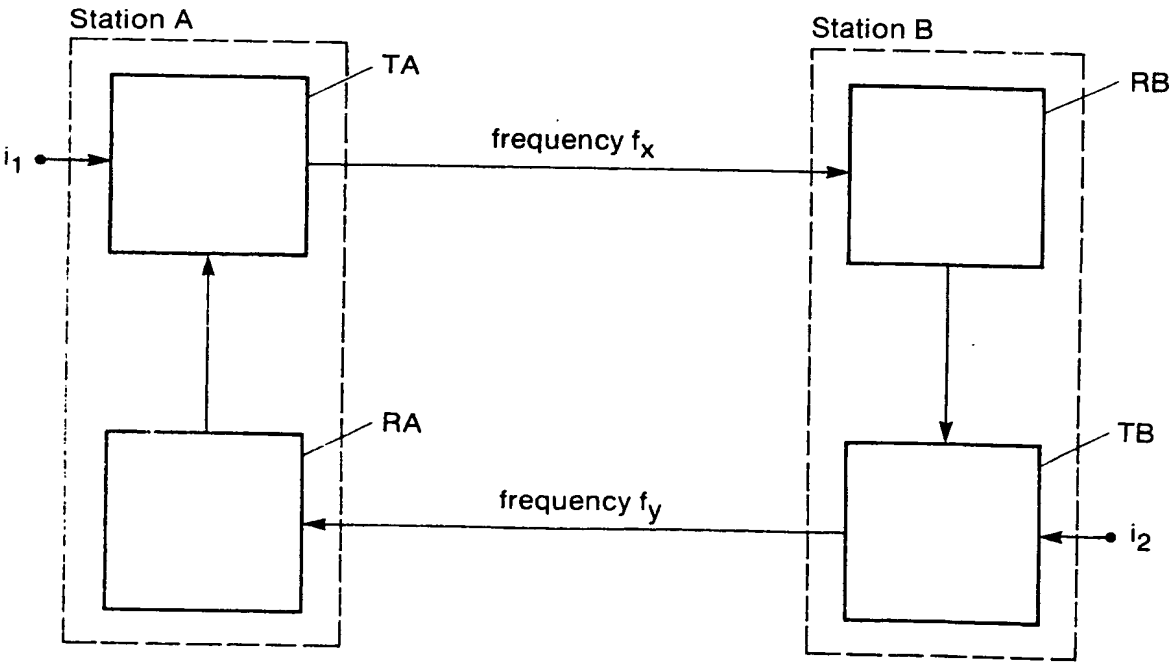 Station A
Station B
TA
RB
frequency fx
i1
RA
TB
frequency fy
i2